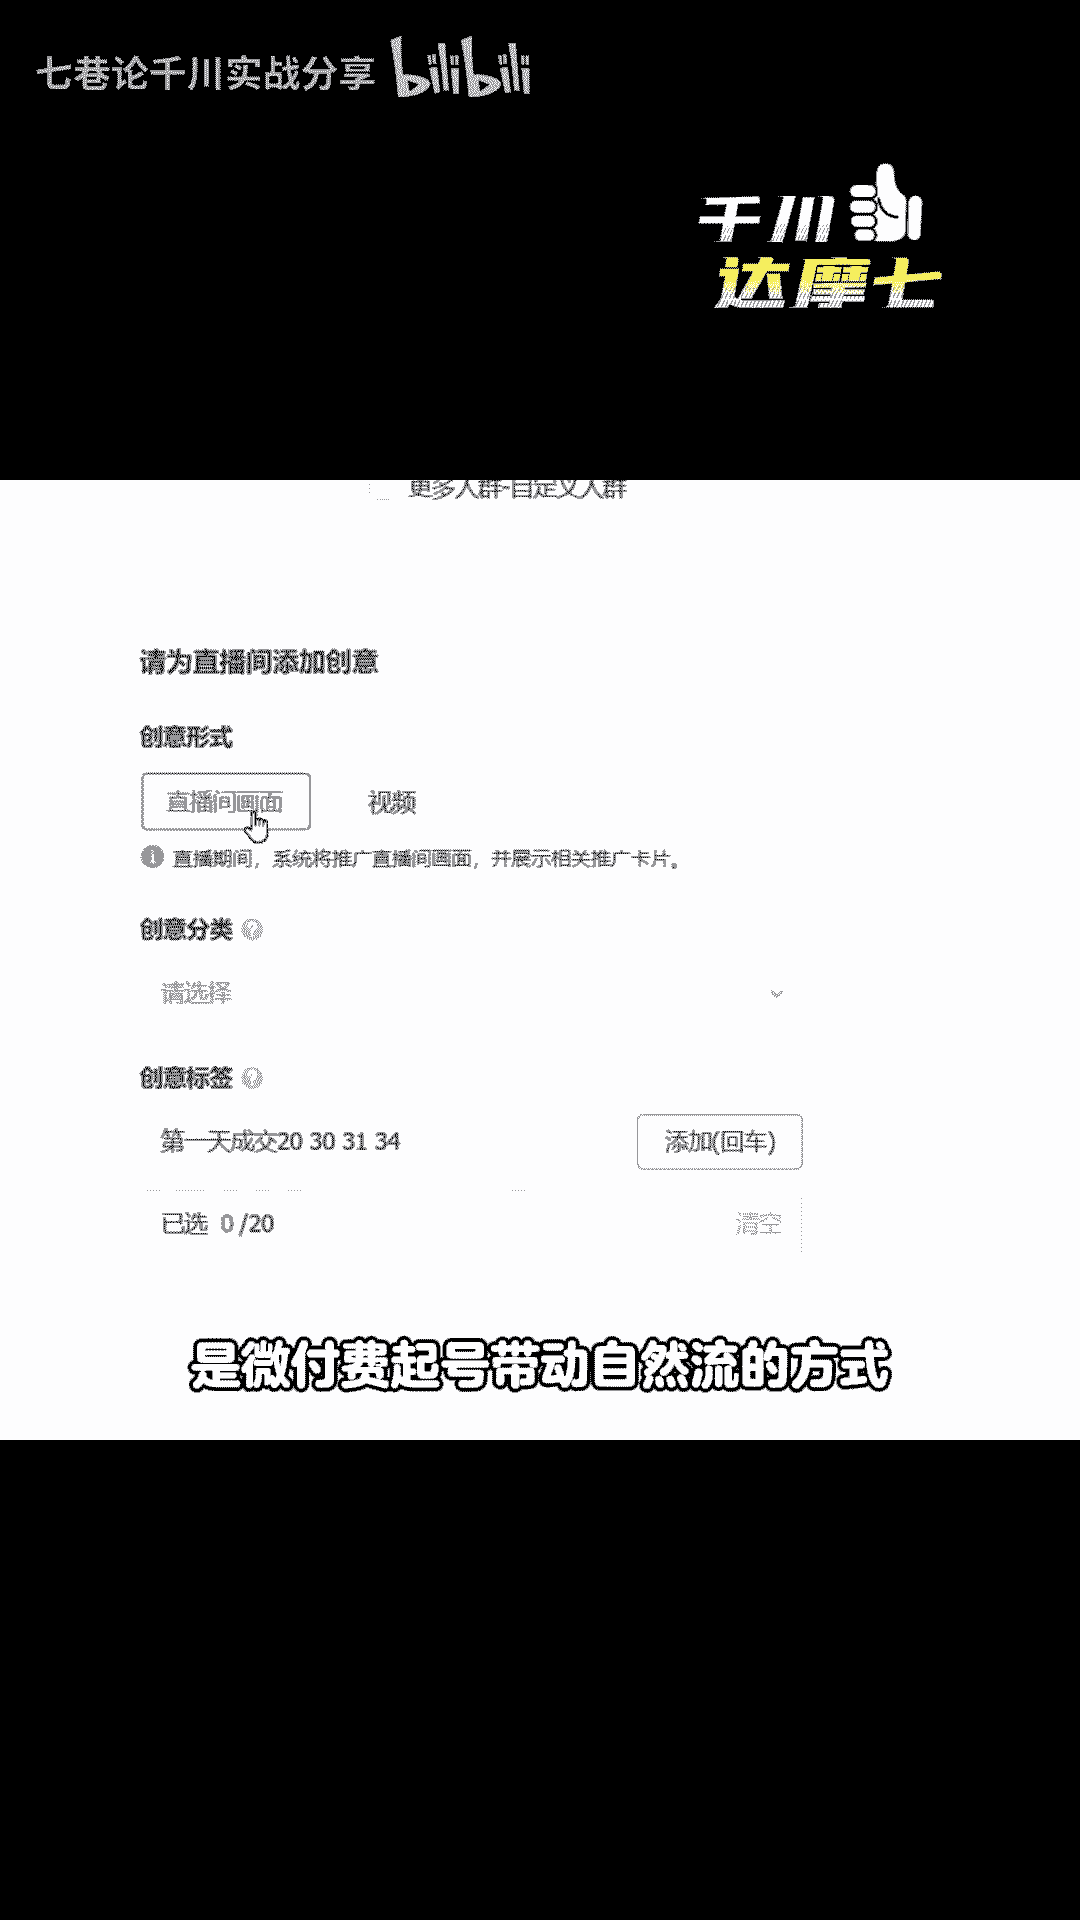 七巷论千川实战分享 bilibili
千川
达摩七
更多人群-自定义人群
请为直播间添加创意
创意形式
直播间画面 视频
直播期间，系统将推广直播间画面，并展示相关推广卡片。
创意分类
请选择
创意标签
第一天成交20 30 31 34 添加(回车)
已选 0 /20 清空
是微付费起号带动自然流的方式